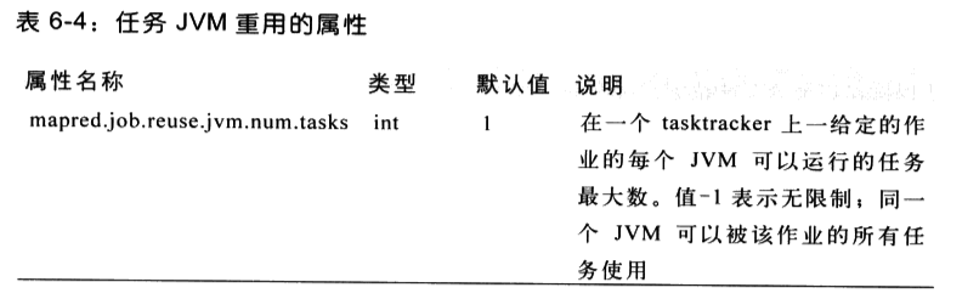 表 6-4：任务 JVM 重用的属性
属性名称 类型 默认值 说明
mapred.job.reuse.jvm.num.tasks int 1 在一个 tasktracker 上一给定的作
业的每个 JVM 可以运行的任务
最大数。值-1 表示无限制；同一
个 JVM 可以被该作业的所有任
务使用